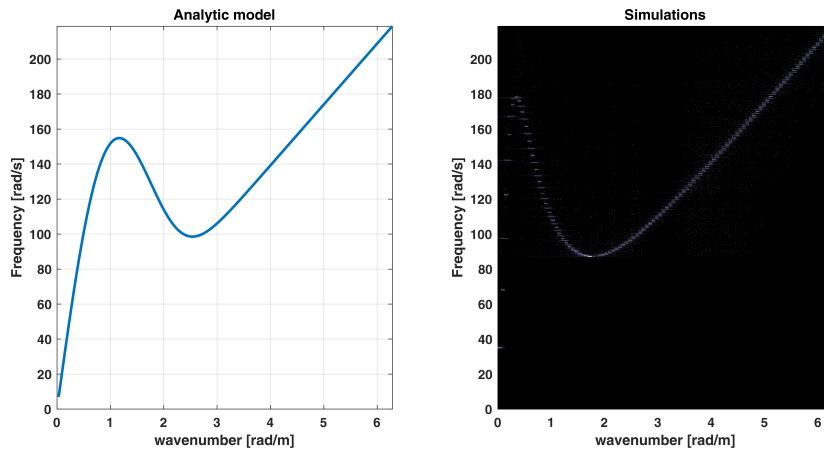 Analytic model
Frequency [rad/s]
200
180
160
140
120
100
80
60
40
20
0
0 1 2 3 4 5 6
wavenumber [rad/m]
Simulations
Frequency [rad/s]
200
180
160
140
120
100
80
60
40
20
0
0 1 2 3 4 5 6
wavenumber [rad/m]